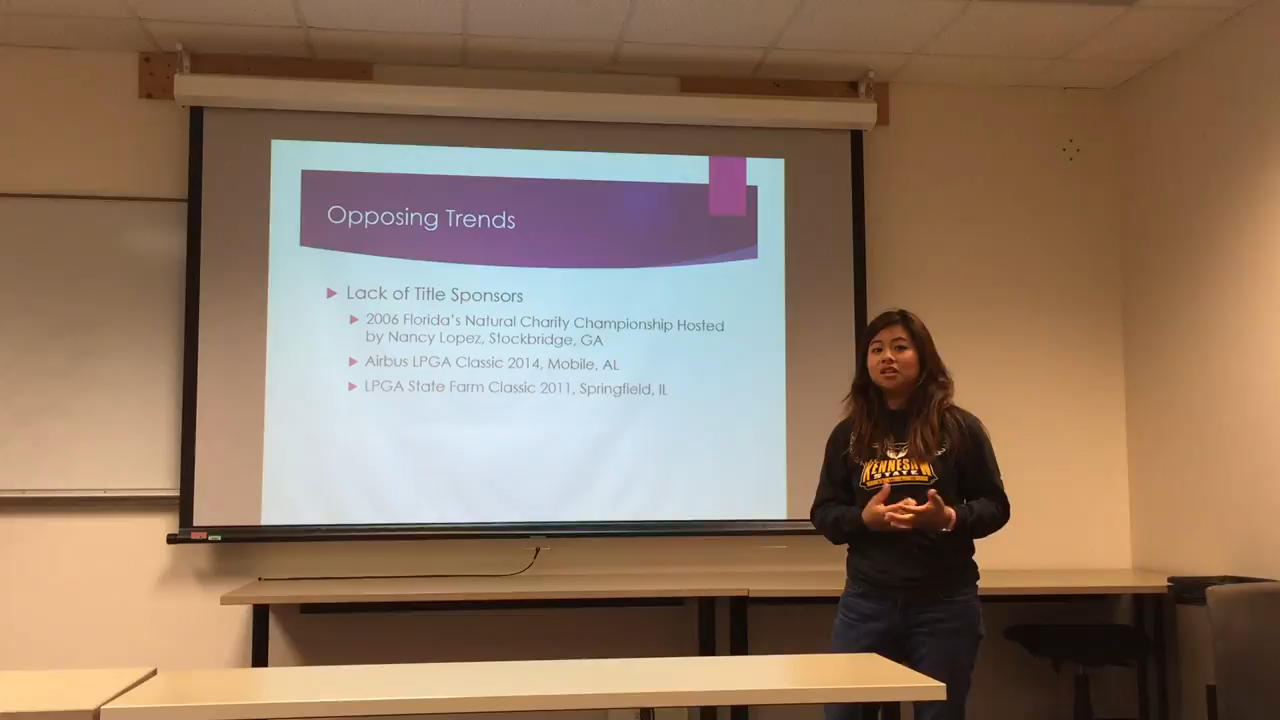 Opposing Trends
Lack of Title Sponsors
2006 Florida's Natural Charity Championship Hosted
by Nancy Lopez, Stockbridge, GA
Airbus LPGA Classic 2014, Mobile, AL
LPGA State Farm Classic 2011, Springfield, IL
KENNESAW
STATE